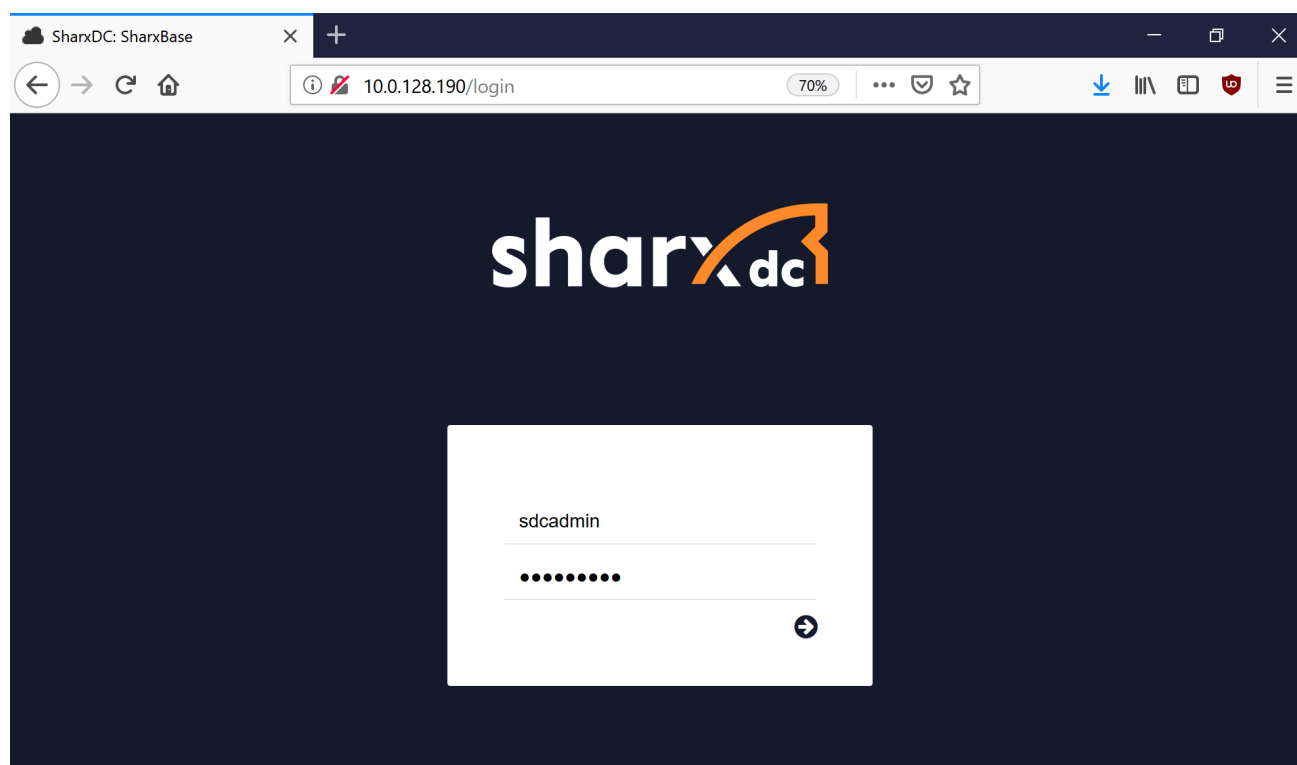 SharxDC: SharxBase
10.0.128.190/login
70%
sharx dc
sdcadmin
•••••••••